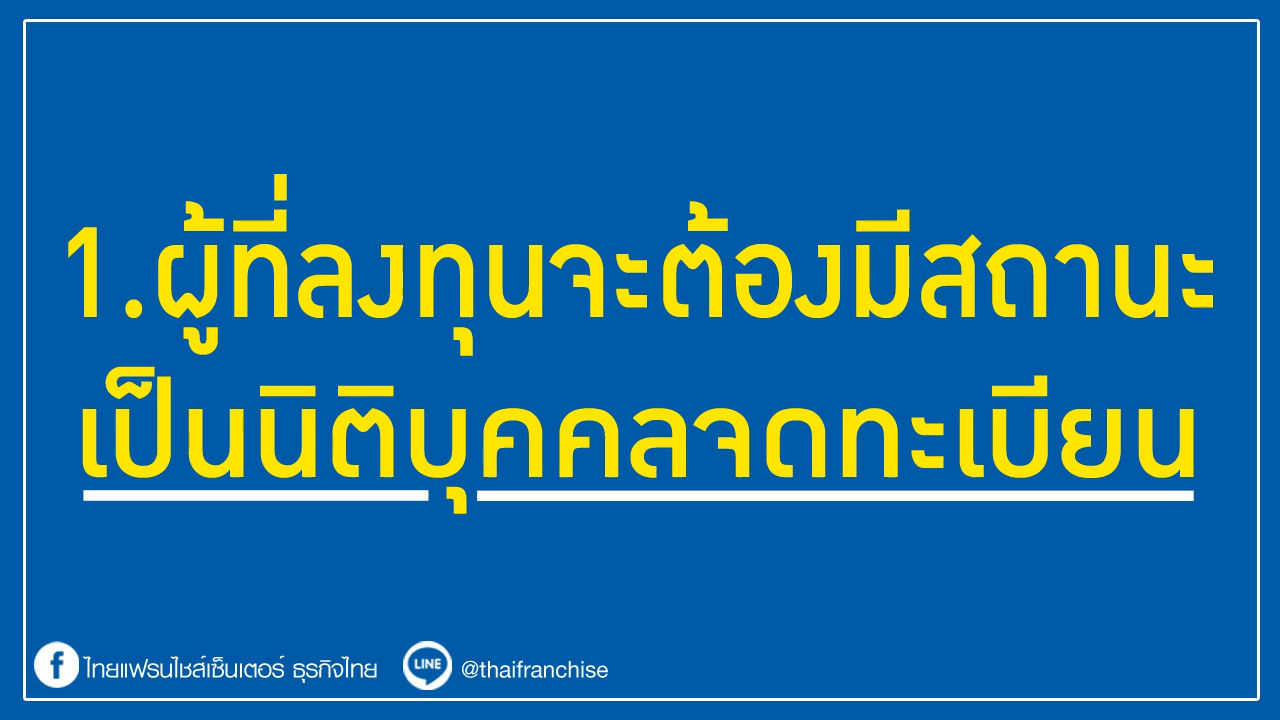 1.ผู้ที่ลงทุนจะต้องมีสถานะ
เป็นนิติบุคคลจดทะเบียน
f ไทยแฟรนไชส์เซ็นเตอร์ ธุรกิจไทย LINE @thaifranchise